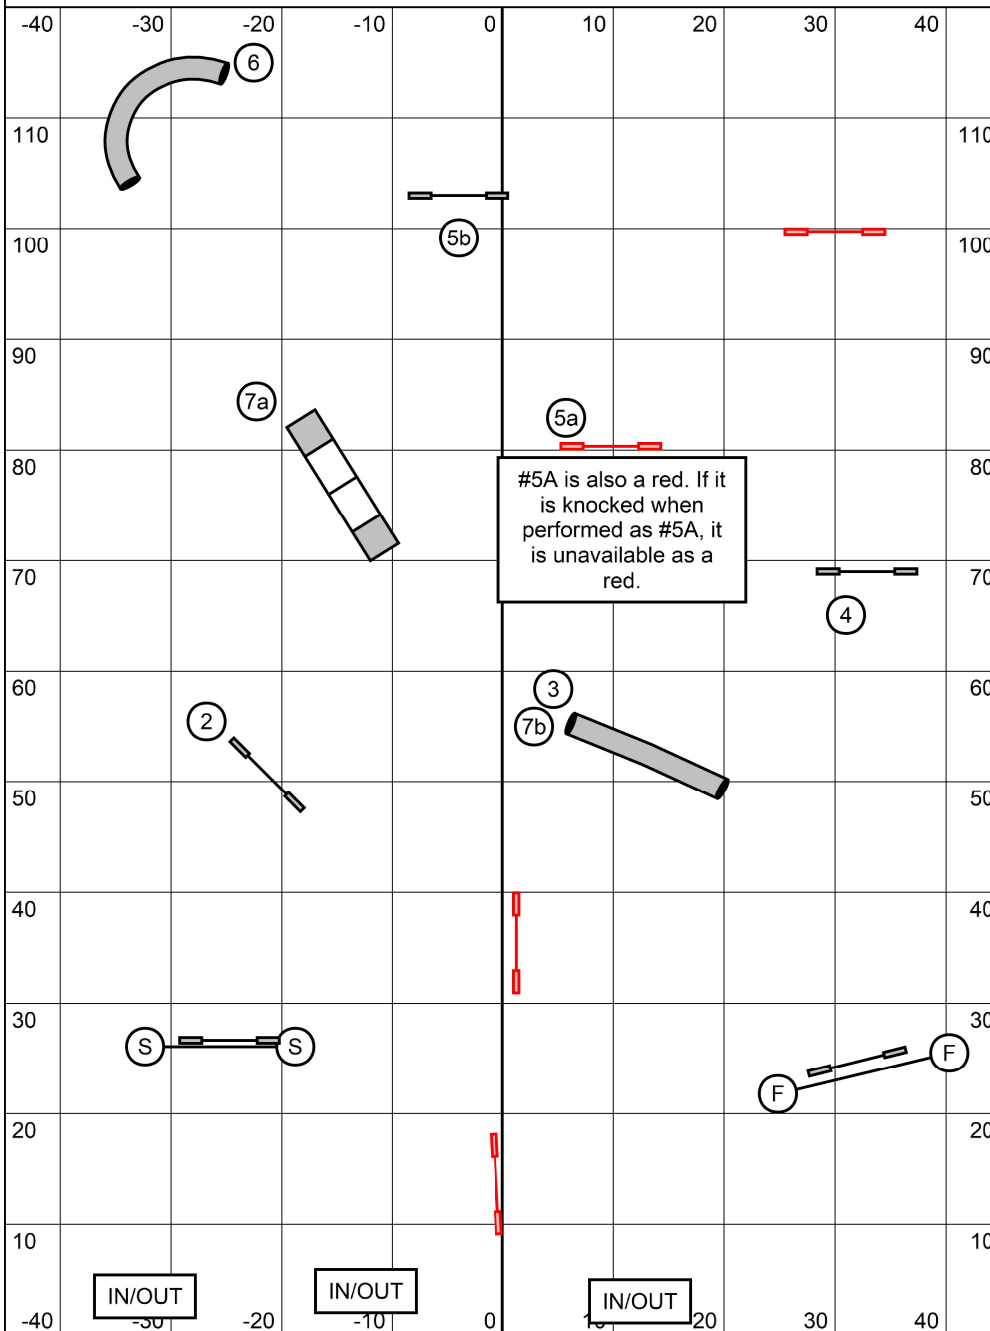 -40 -30 -20 -10 0 10 20 30 40
6
110 110
5b
100 100
90 90
7a
5a
80 80
#5A is also a red. If it
is knocked when
performed as #5A, it
is unavailable as a
red.
70 70
4
60 60
3
2
7b
50 50
40 40
30 30
S S
F
F
20 20
10 10
IN/OUT IN/OUT IN/OUT
-40 -30 -20 -10 0 10 20 30 40